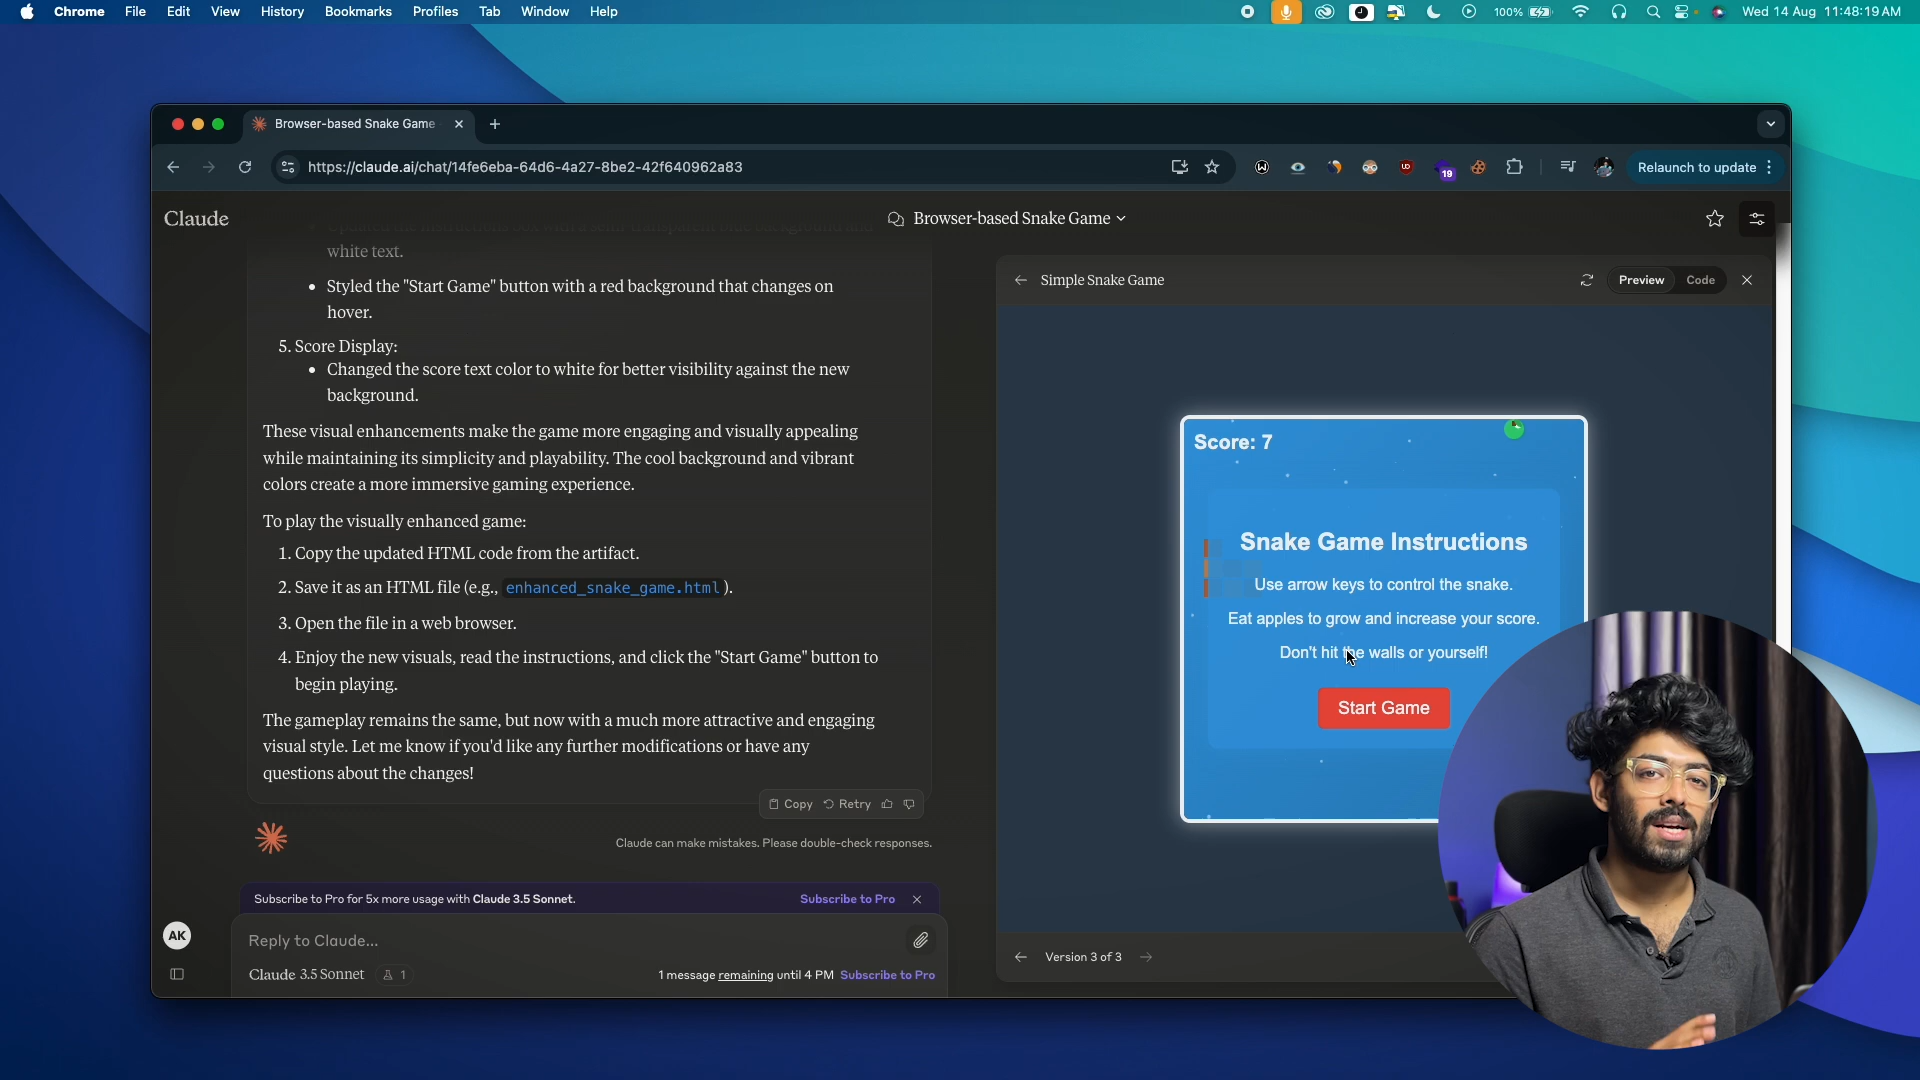 Chrome File Edit View History Bookmarks Profiles Tab Window Help
100% Wed 14 Aug 11:48:19 AM
Browser-based Snake Game
https://claude.ai/chat/14fe6eba-64d6-4a27-8be2-42f640962a83
19
Relaunch to update
Claude
Browser-based Snake Game
white text.
• Styled the "Start Game" button with a red background that changes on
hover.
5. Score Display:
• Changed the score text color to white for better visibility against the new
background.
These visual enhancements make the game more engaging and visually appealing
while maintaining its simplicity and playability. The cool background and vibrant
colors create a more immersive gaming experience.
To play the visually enhanced game:
1. Copy the updated HTML code from the artifact.
2. Save it as an HTML file (e.g., enhanced_snake_game.html ).
3. Open the file in a web browser.
4. Enjoy the new visuals, read the instructions, and click the "Start Game" button to
begin playing.
The gameplay remains the same, but now with a much more attractive and engaging
visual style. Let me know if you'd like any further modifications or have any
questions about the changes!
Copy Retry
Claude can make mistakes. Please double-check responses.
Subscribe to Pro for 5x more usage with Claude 3.5 Sonnet. Subscribe to Pro
AK
Reply to Claude...
Claude 3.5 Sonnet 1
1 message remaining until 4 PM Subscribe to Pro
Simple Snake Game
Preview Code
Score: 7
Snake Game Instructions
Use arrow keys to control the snake.
Eat apples to grow and increase your score.
Don't hit the walls or yourself!
Start Game
Version 3 of 3